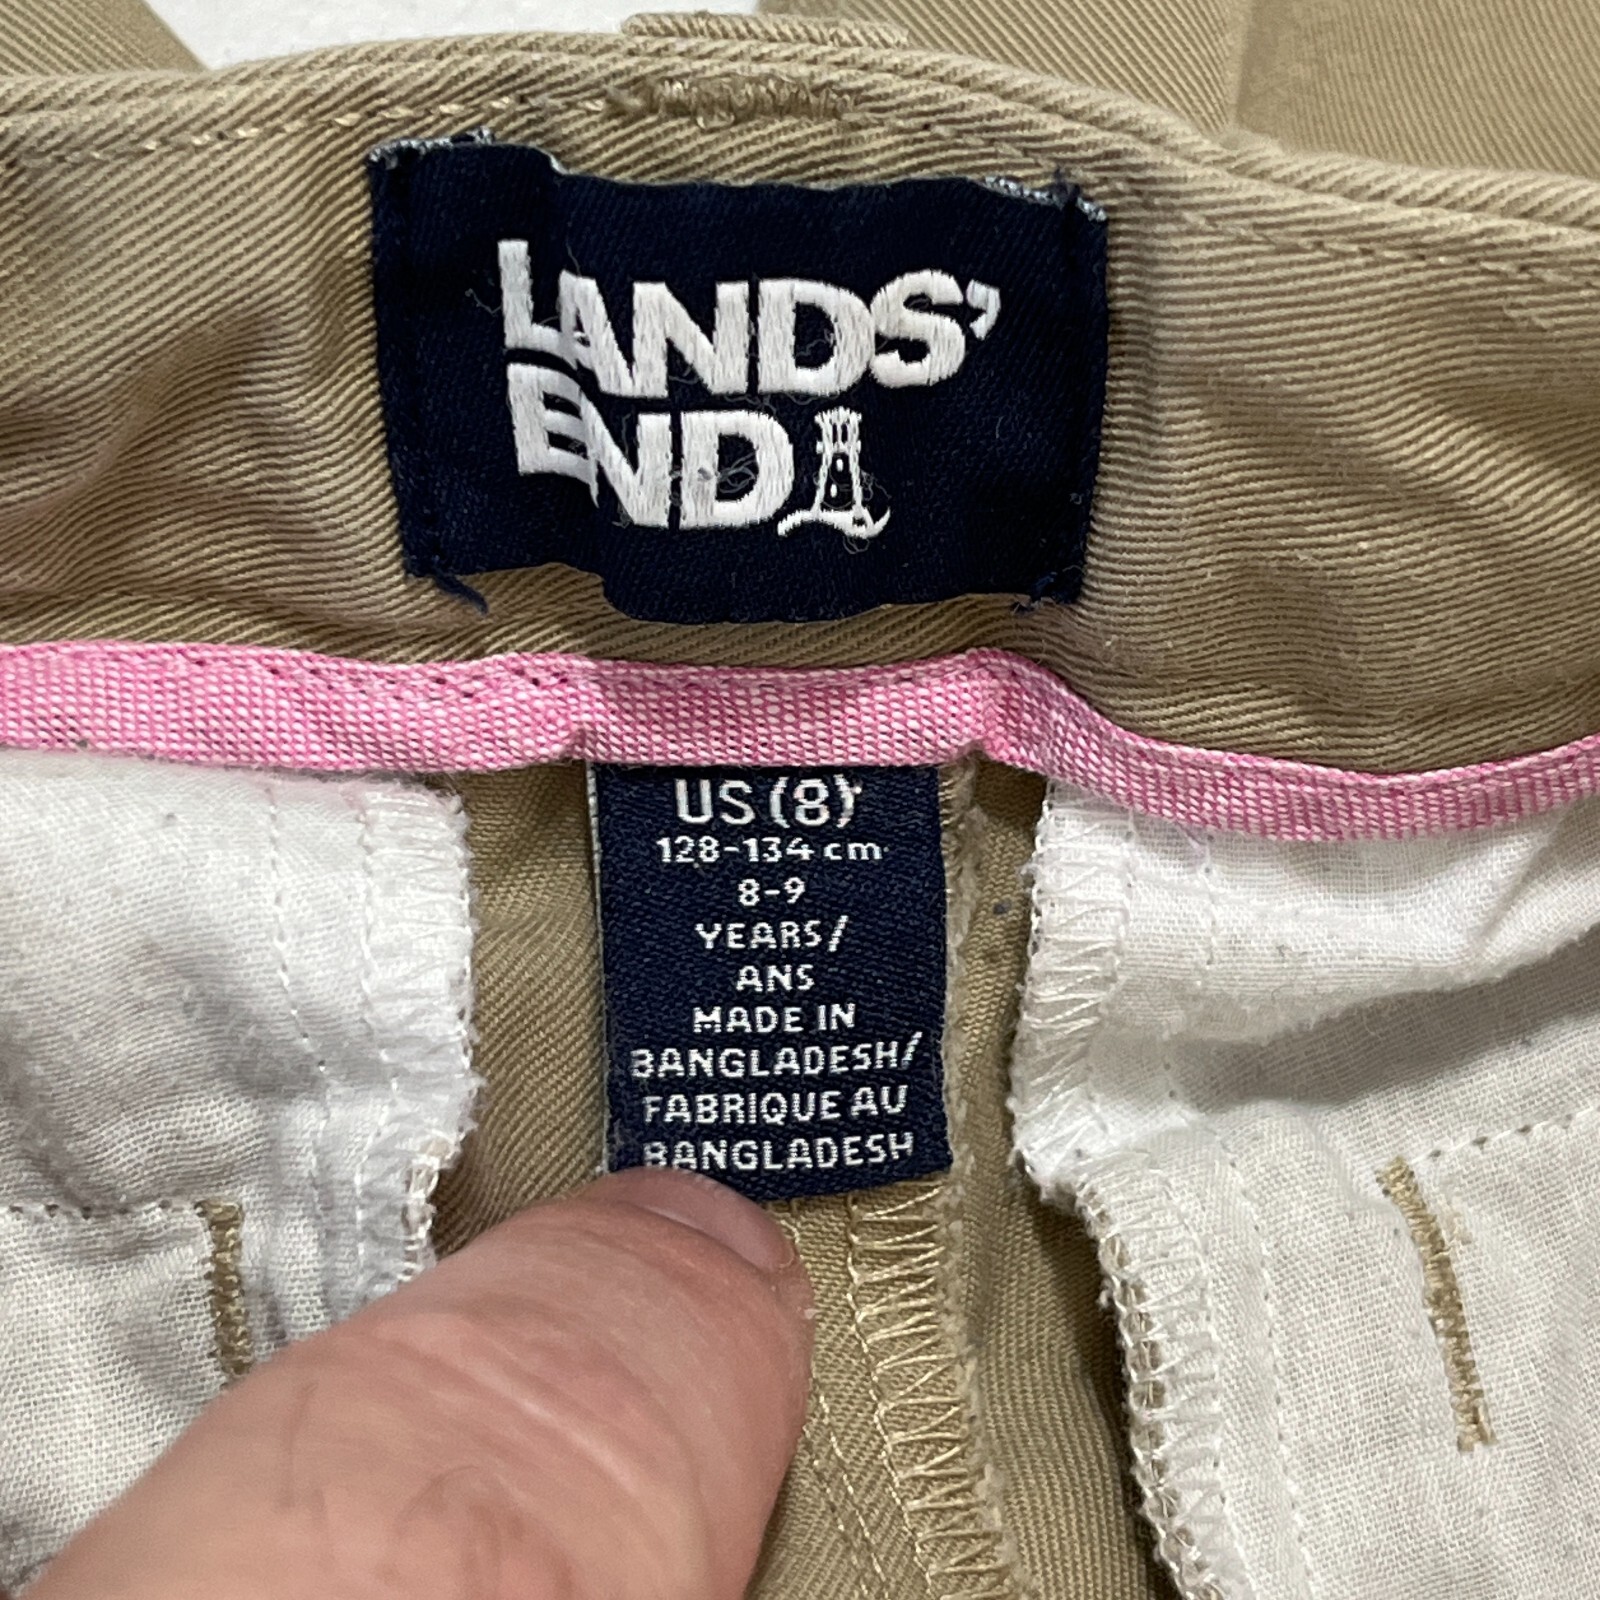 LANDS'
END
US (8)
128-134 cm
8-9
YEARS/
ANS
MADE IN
BANGLADESH/
FABRIQUE AU
BANGLADESH